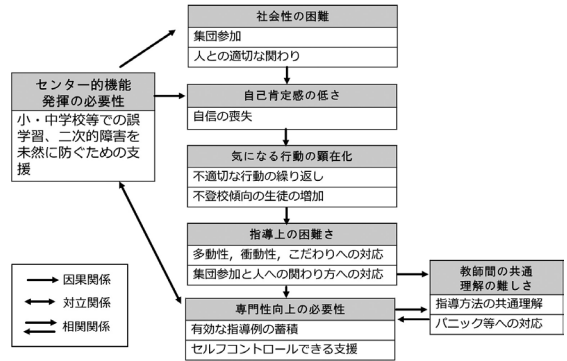 社会性の困難
集団参加
人との適切な関わり
センター的機能
発揮の必要性
小・中学校等での誤
学習、二次的障害を
未然に防ぐための支
援
自己肯定感の低さ
自信の喪失
気になる行動の顕在化
不適切な行動の繰り返し
不登校傾向の生徒の増加
指導上の困難さ
多動性，衝動性，こだわりへの対応
集団参加と人への関わり方への対応
教師間の共通
理解の難しさ
指導方法の共通理解
パニック等への対応
専門性向上の必要性
有効な指導例の蓄積
セルフコントロールできる支援
因果関係
対立関係
相関関係